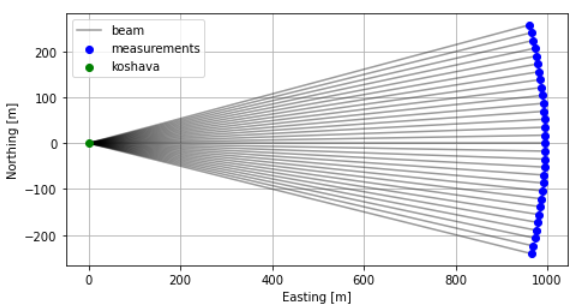 beam
measurements
koshava
Northing [m]
200
100
0
−100
−200
0
200
400
600
800
1000
Easting [m]